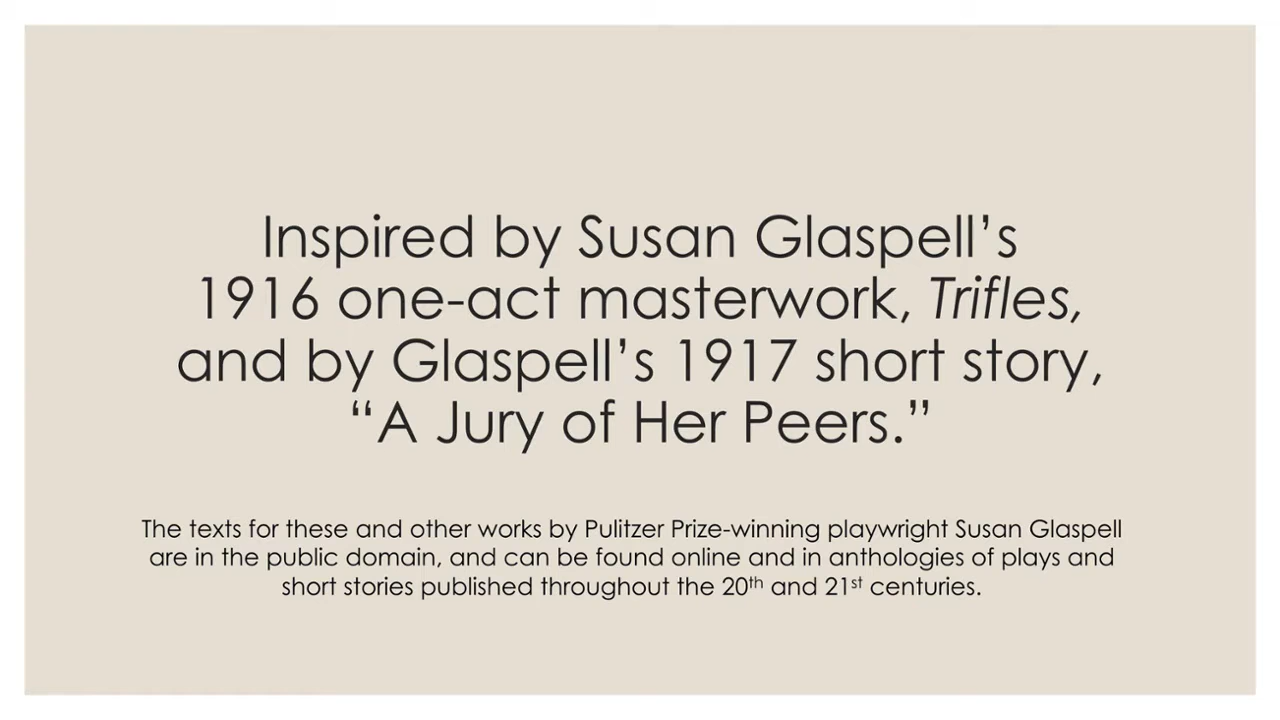 Inspired by Susan Glaspell’s
1916 one-act masterwork, Trifles,
and by Glaspell’s 1917 short story,
“A Jury of Her Peers.”
The texts for these and other works by Pulitzer Prize-winning playwright Susan Glaspell
are in the public domain, and can be found online and in anthologies of plays and
short stories published throughout the 20th and 21st centuries.